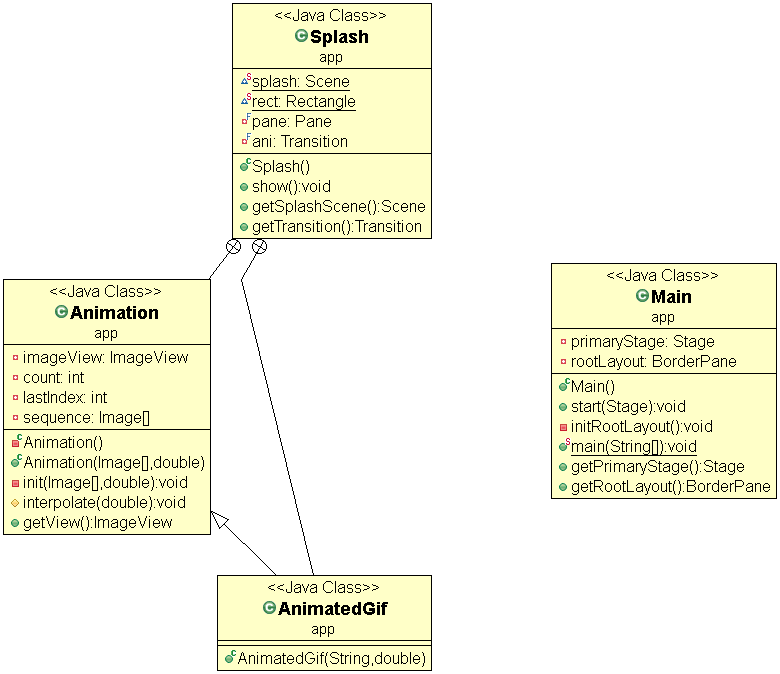 <<Java Class>>
Splash
app
splash: Scene
rect: Rectangle
pane: Pane
ani: Transition
Splash()
show():void
getSplashScene():Scene
getTransition():Transition
<<Java Class>>
Animation
app
imageView: ImageView
count: int
lastIndex: int
sequence: Image[]
Animation()
Animation(Image[],double)
init(Image[],double):void
interpolate(double):void
getView():ImageView
<<Java Class>>
Main
app
primaryStage: Stage
rootLayout: BorderPane
Main()
start(Stage):void
initRootLayout():void
main(String[]):void
getPrimaryStage():Stage
getRootLayout():BorderPane
<<Java Class>>
AnimatedGif
app
AnimatedGif(String,double)